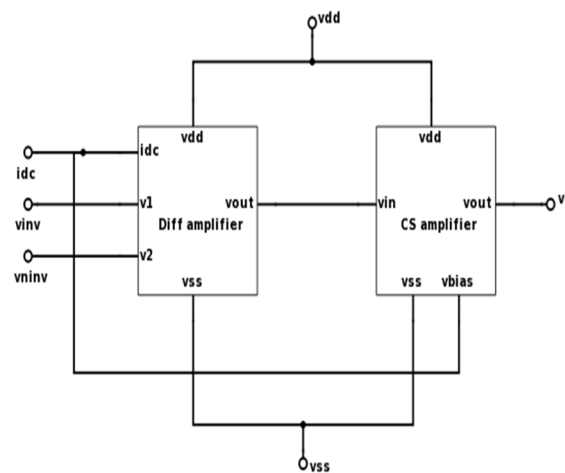 vdd
vdd
vdd
idc
idc
vinv
v1
vout
vin
vout
v
Diff amplifier
CS amplifier
v2
vninv
vss
vss
vbias
vss